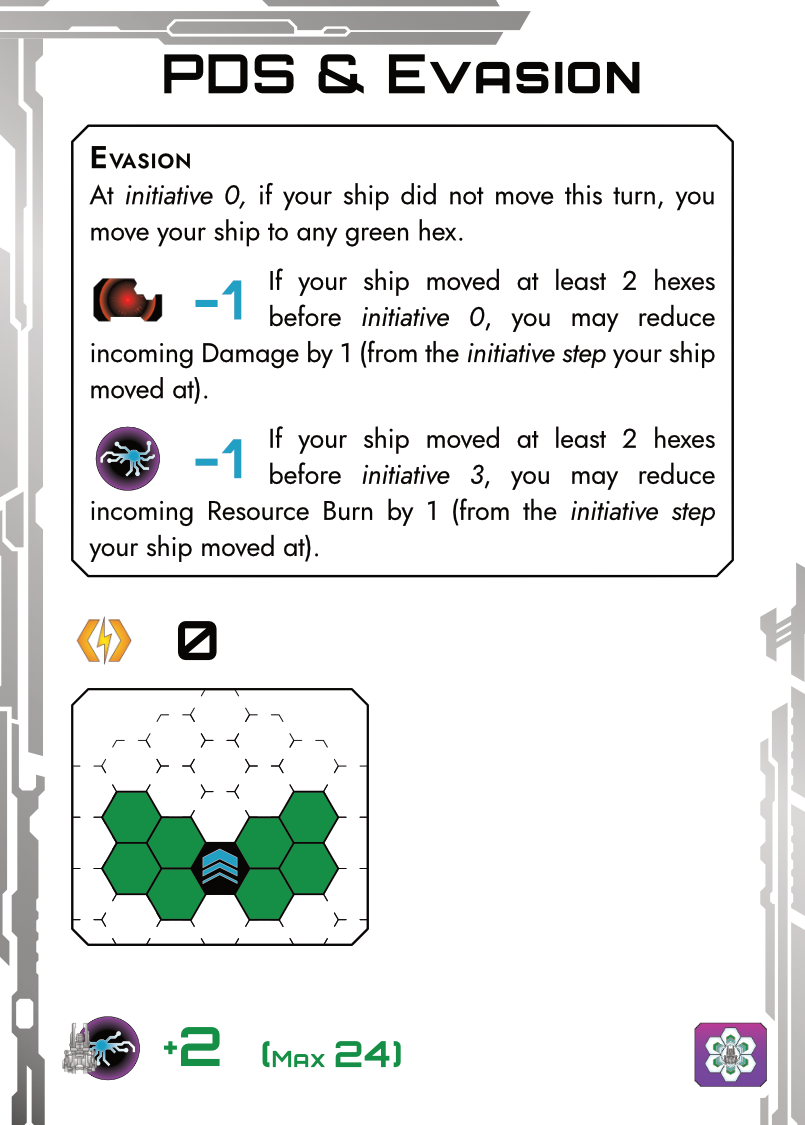 PDS & Evasion
Evasion
At initiative 0, if your ship did not move this turn, you
move your ship to any green hex.
-1 If your ship moved at least 2 hexes
before initiative 0, you may reduce
incoming Damage by 1 (from the initiative step your ship
moved at).
-1 If your ship moved at least 2 hexes
before initiative 3, you may reduce
incoming Resource Burn by 1 (from the initiative step
your ship moved at).
0
+2 (Max 24)